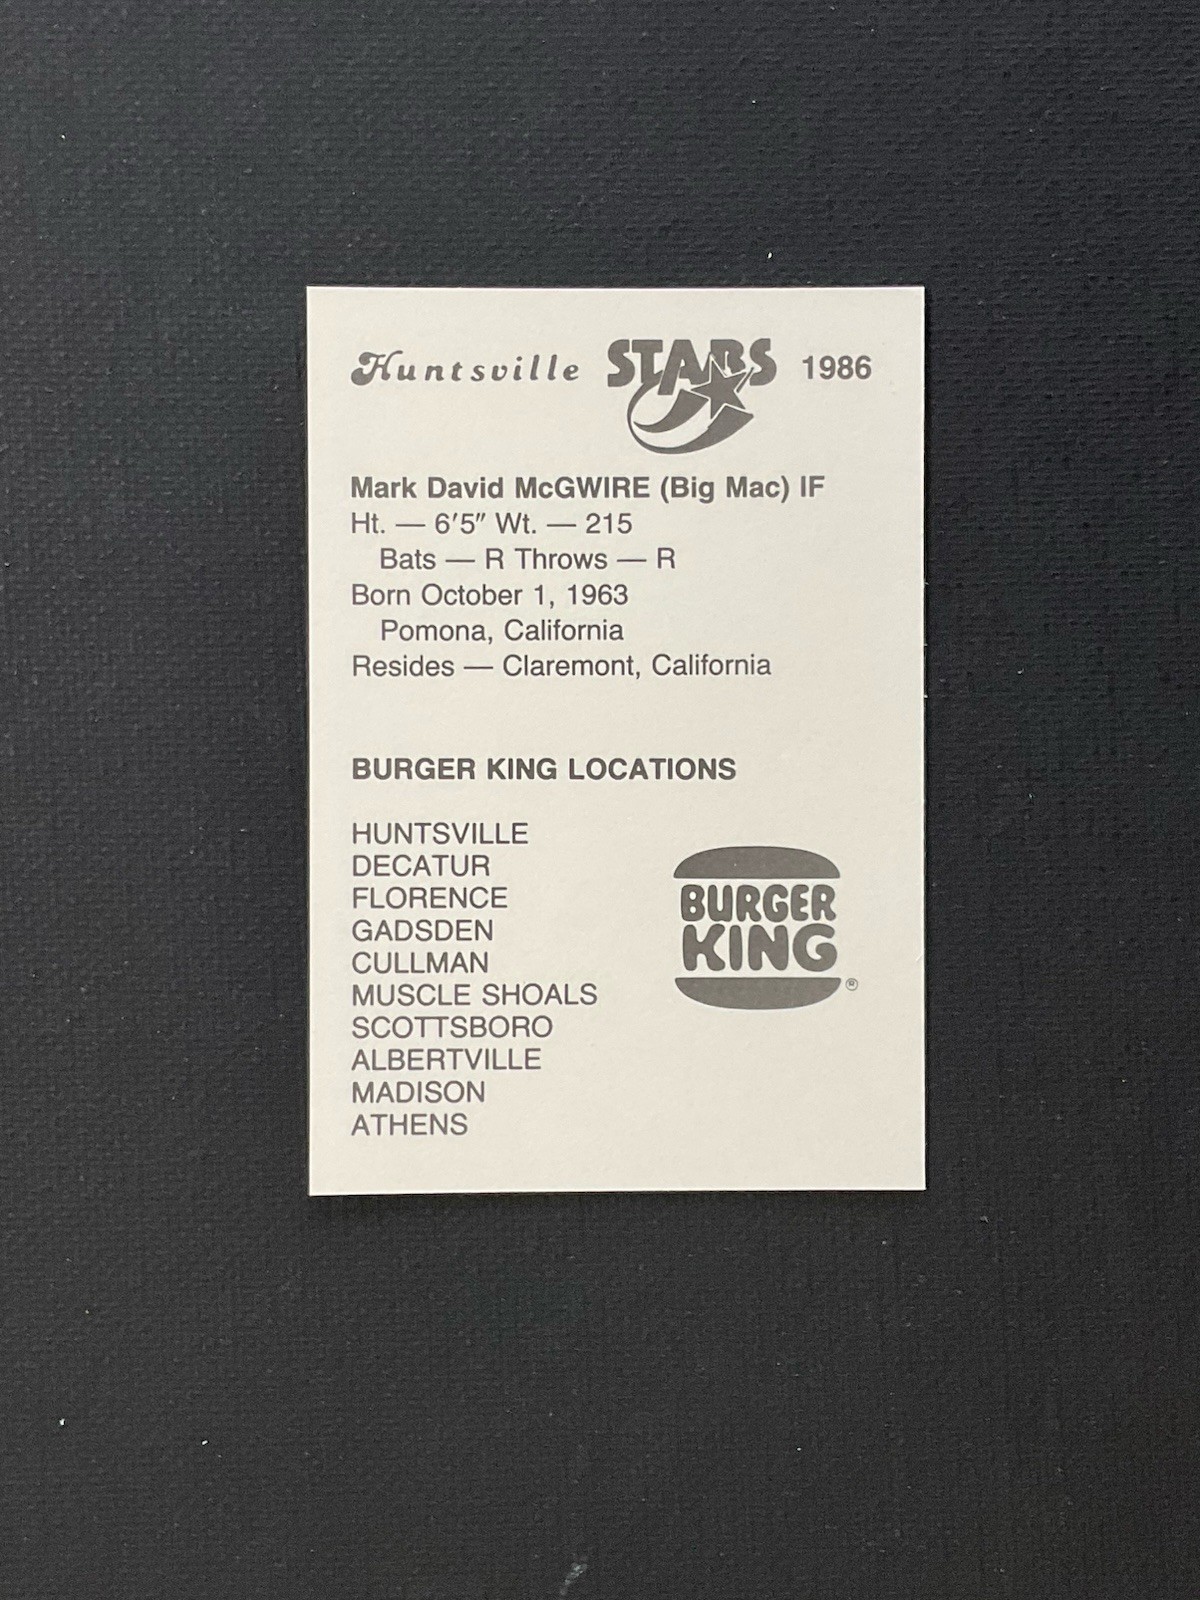 Huntsville STARS 1986
Mark David McGWIRE (Big Mac) IF
Ht. — 6'5" Wt. — 215
Bats — R Throws — R
Born October 1, 1963
Pomona, California
Resides — Claremont, California
BURGER KING LOCATIONS
HUNTSVILLE
DECATUR
FLORENCE
GADSDEN
CULLMAN
MUSCLE SHOALS
SCOTTSBORO
ALBERTVILLE
MADISON
ATHENS
BURGER
KING
®